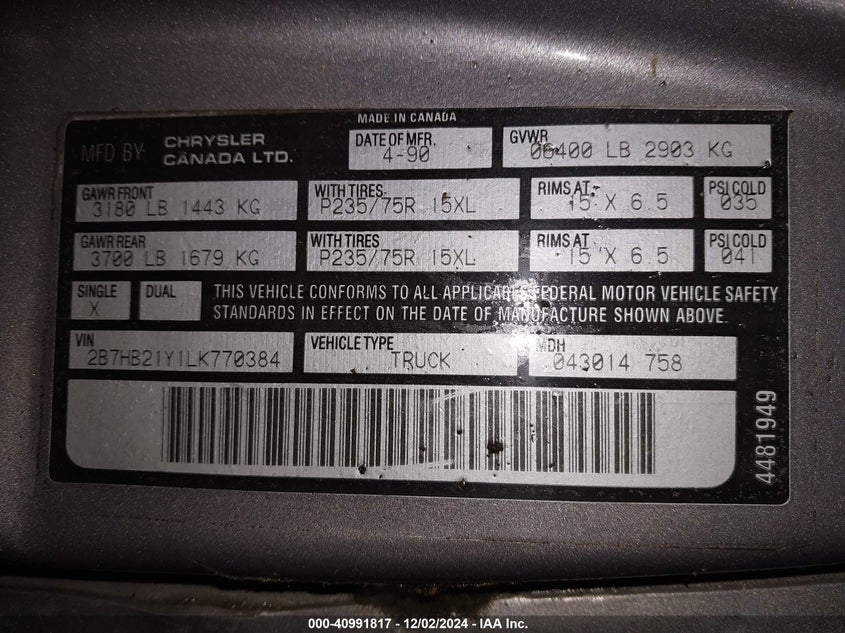 MADE IN CANADA
MFD BY CHRYSLER CANADA LTD.
DATE OF MFR. 4-90
GVWR 06400 LB 2903 KG
GAWR FRONT 3180 LB 1443 KG
WITH TIRES P235/75R 15XL
RIMS AT 15 X 6.5
PSI COLD 035
GAWR REAR 3700 LB 1679 KG
WITH TIRES P235/75R 15XL
RIMS AT 15 X 6.5
PSI COLD 041
SINGLE X
DUAL
THIS VEHICLE CONFORMS TO ALL APPLICABLE FEDERAL MOTOR VEHICLE SAFETY
STANDARDS IN EFFECT ON THE DATE OF MANUFACTURE SHOWN ABOVE.
VIN 2B7HB21Y1LK770384
VEHICLE TYPE TRUCK
MDH 043014 758
4481949
000-40991817 - 12/02/2024 - IAA Inc.